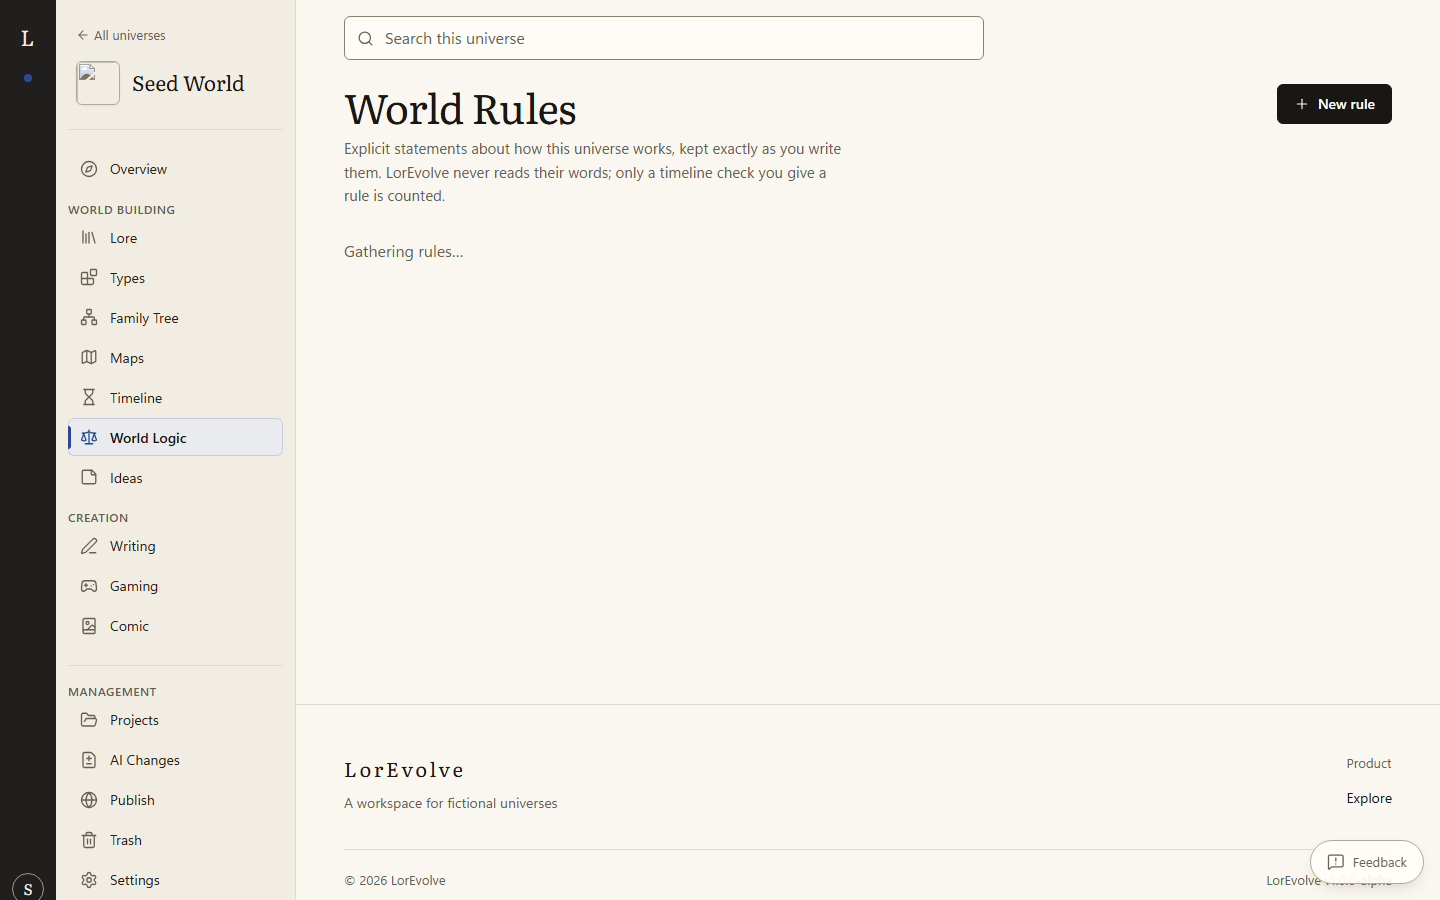 L
← All universes
Seed World
Overview
WORLD BUILDING
Lore
Types
Family Tree
Maps
Timeline
World Logic
Ideas
CREATION
Writing
Gaming
Comic
MANAGEMENT
Projects
AI Changes
Publish
Trash
Settings
S
Search this universe
World Rules
+ New rule
Explicit statements about how this universe works, kept exactly as you write
them. LorEvolve never reads their words; only a timeline check you give a
rule is counted.
Gathering rules...
LorEvolve
A workspace for fictional universes
Product
Explore
Feedback
© 2026 LorEvolve
LorEvolve